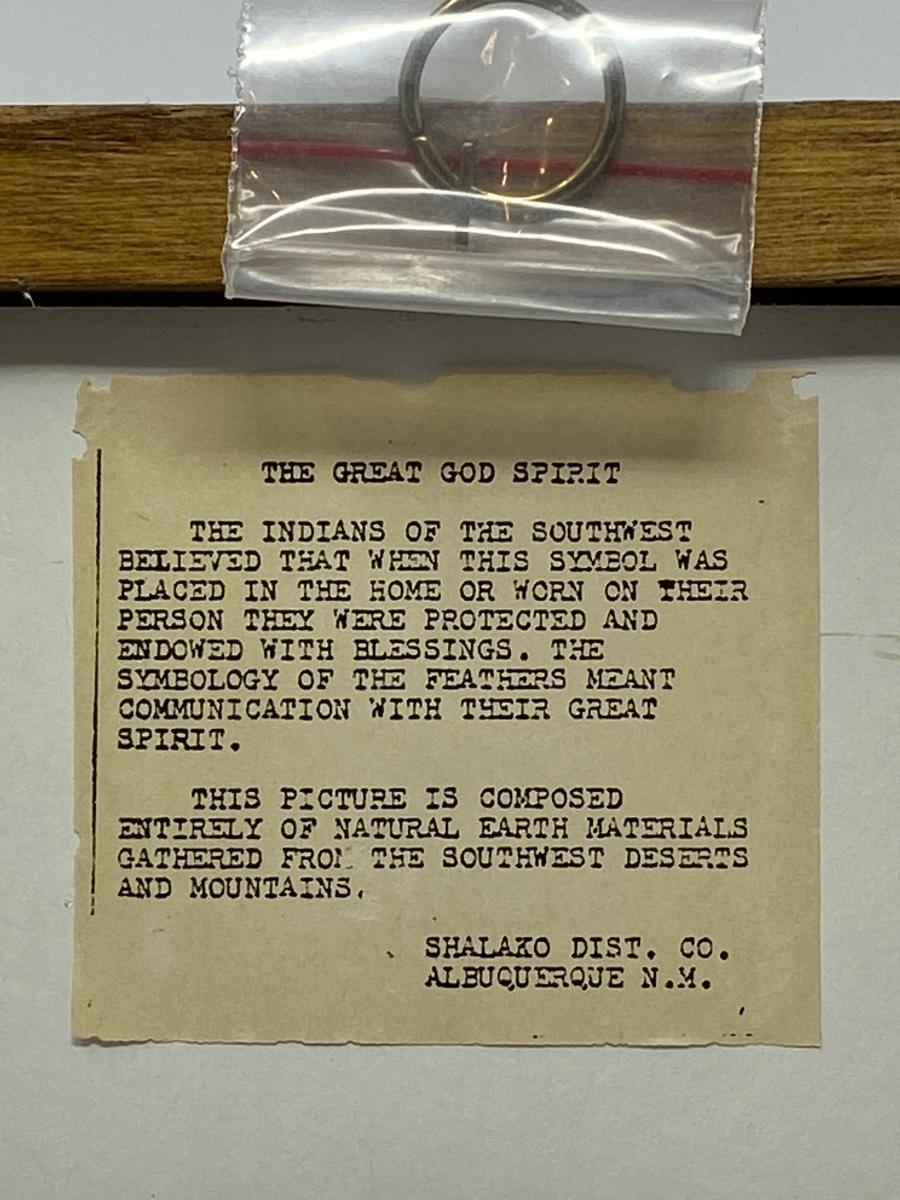 THE GREAT GOD SPIRIT
THE INDIANS OF THE SOUTHWEST
BELIEVED THAT WHEN THIS SYMBOL WAS
PLACED IN THE HOME OR WORN ON THEIR
PERSON THEY WERE PROTECTED AND
ENDOWED WITH BLESSINGS. THE
SYMBOLOGY OF THE FEATHERS MEANT
COMMUNICATION WITH THEIR GREAT
SPIRIT.
THIS PICTURE IS COMPOSED
ENTIRELY OF NATURAL EARTH MATERIALS
GATHERED FROM THE SOUTHWEST DESERTS
AND MOUNTAINS.
SHALAKO DIST. CO.
ALBUQUERQUE N.M.